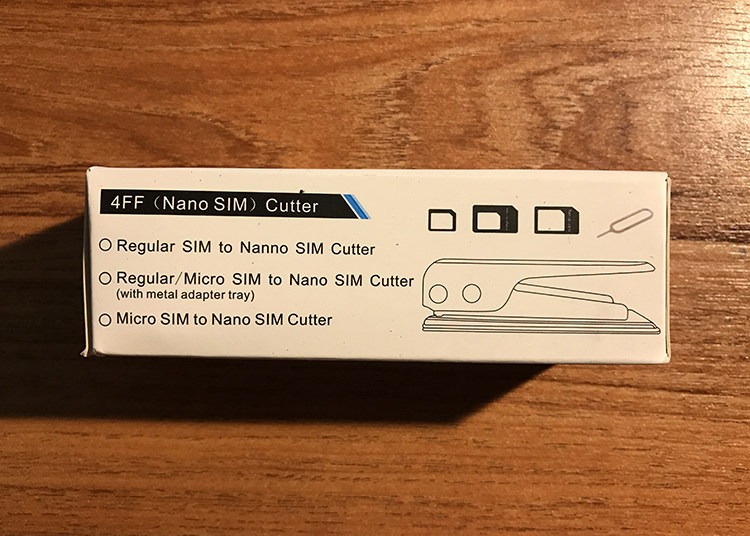 4FF（Nano SIM）Cutter
Regular SIM to Nanno SIM Cutter
Regular/Micro SIM to Nano SIM Cutter
(with metal adapter tray)
Micro SIM to Nano SIM Cutter